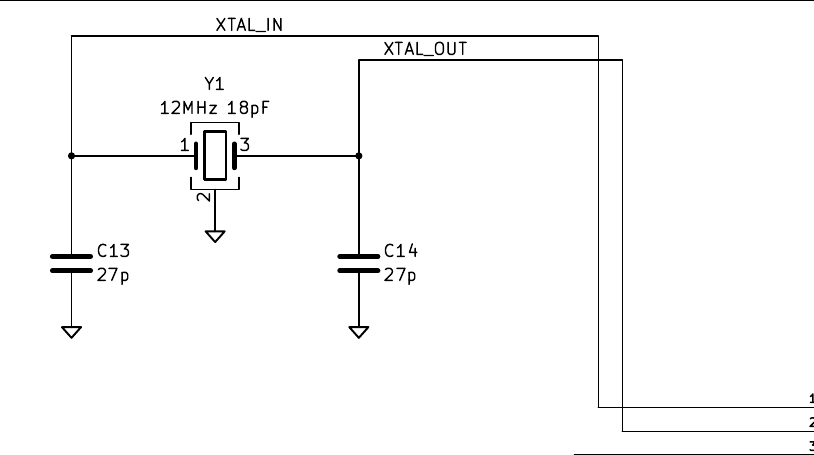 XTAL_IN
XTAL_OUT
Y1
12MHz 18pF
1
3
2
C13
27p
C14
27p
1
2
3